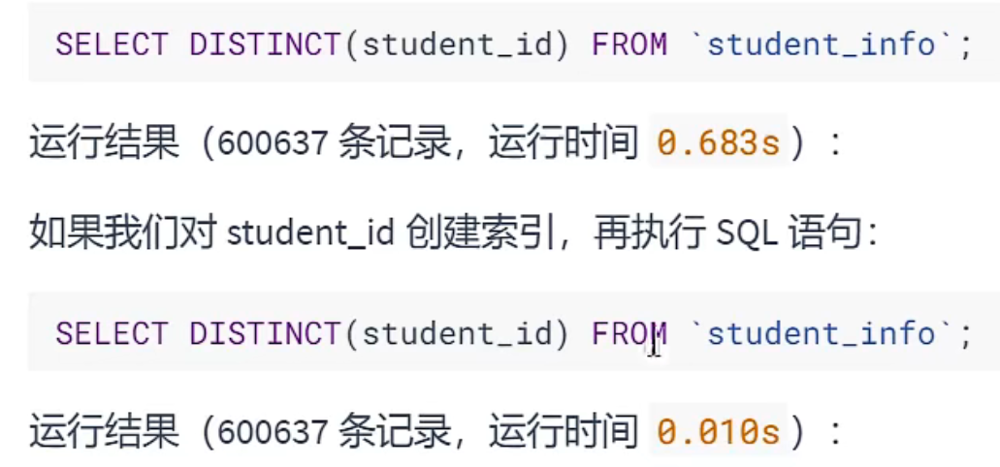 SELECT DISTINCT(student_id) FROM `student_info`;
运行结果（600637 条记录，运行时间 0.683s）：
如果我们对 student_id 创建索引，再执行 SQL 语句：
SELECT DISTINCT(student_id) FROM `student_info`;
运行结果（600637 条记录，运行时间 0.010s）：